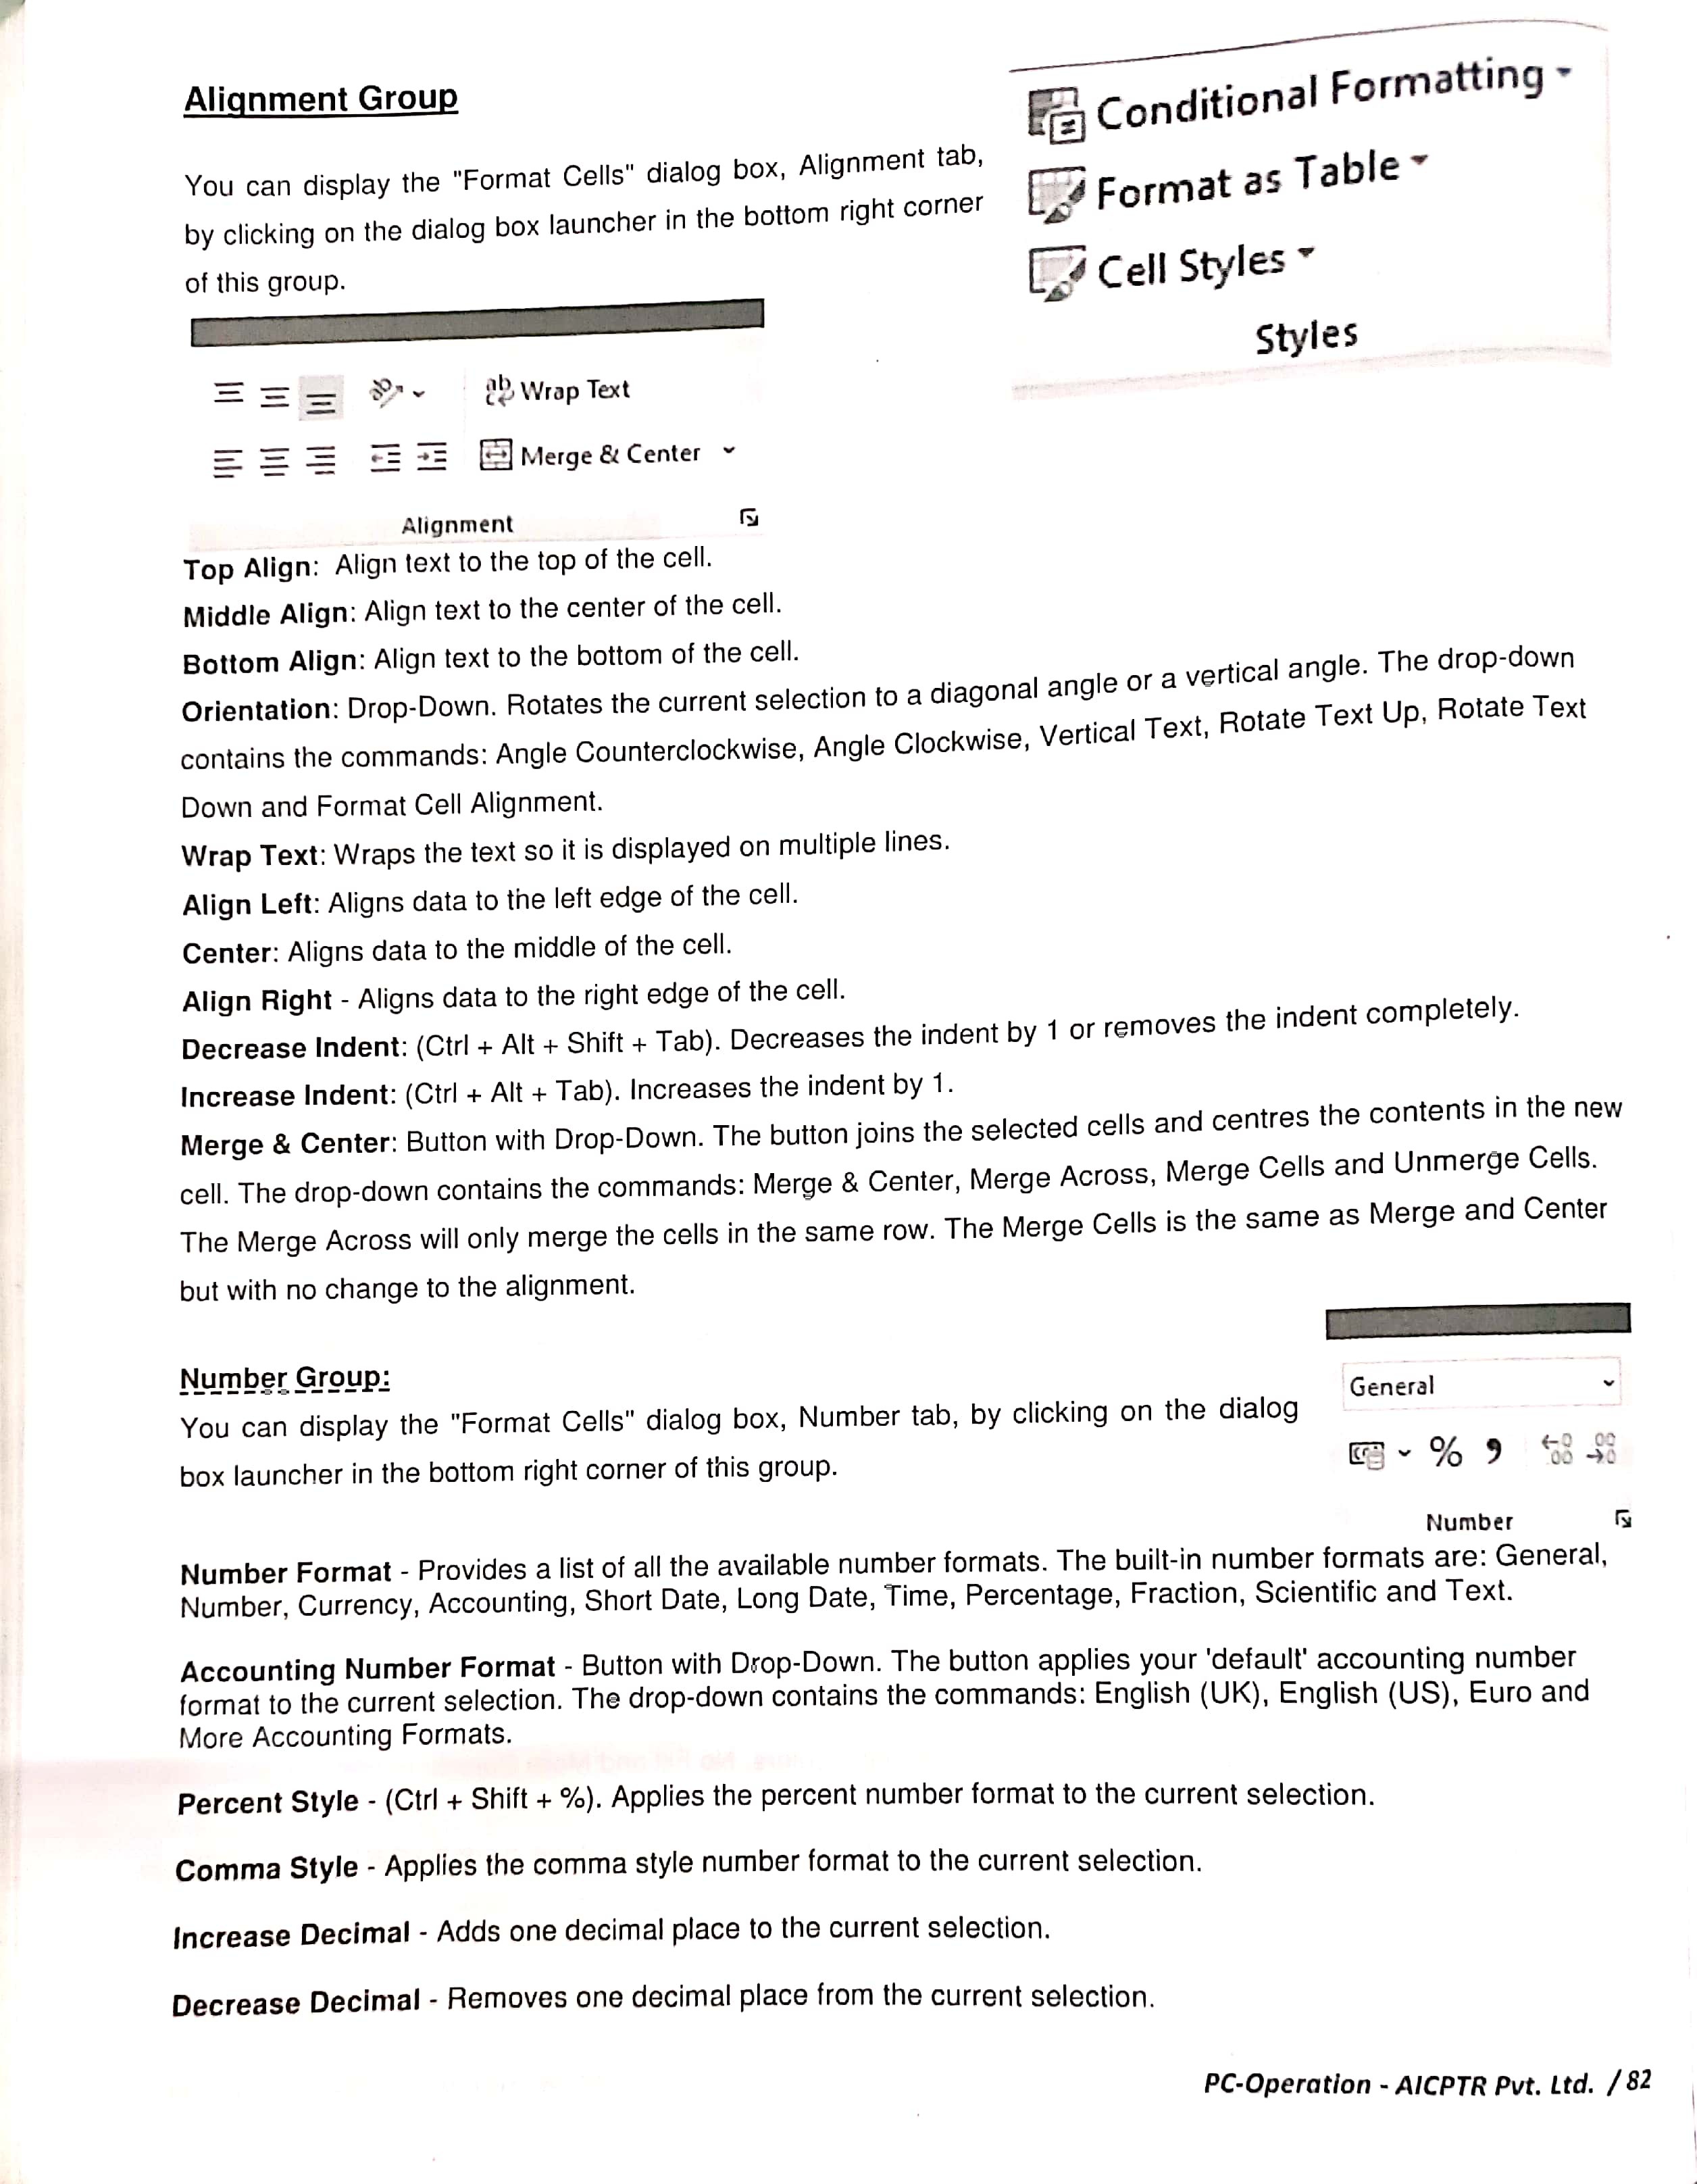 Alignment Group
You can display the "Format Cells" dialog box, Alignment tab,
by clicking on the dialog box launcher in the bottom right corner
of this group.
Conditional Formatting
Format as Table
Cell Styles
Styles
Wrap Text
Merge & Center
Alignment
Top Align: Align text to the top of the cell.
Middle Align: Align text to the center of the cell.
Bottom Align: Align text to the bottom of the cell.
Orientation: Drop-Down. Rotates the current selection to a diagonal angle or a vertical angle. The drop-down
contains the commands: Angle Counterclockwise, Angle Clockwise, Vertical Text, Rotate Text Up, Rotate Text
Down and Format Cell Alignment.
Wrap Text: Wraps the text so it is displayed on multiple lines.
Align Left: Aligns data to the left edge of the cell.
Center: Aligns data to the middle of the cell.
Align Right - Aligns data to the right edge of the cell.
Decrease Indent: (Ctrl + Alt + Shift + Tab). Decreases the indent by 1 or removes the indent completely.
Increase Indent: (Ctrl + Alt + Tab). Increases the indent by 1.
Merge & Center: Button with Drop-Down. The button joins the selected cells and centres the contents in the new
cell. The drop-down contains the commands: Merge & Center, Merge Across, Merge Cells and Unmerge Cells.
The Merge Across will only merge the cells in the same row. The Merge Cells is the same as Merge and Center
but with no change to the alignment.
Number Group:
You can display the "Format Cells" dialog box, Number tab, by clicking on the dialog
box launcher in the bottom right corner of this group.
General
% ,
Number
Number Format - Provides a list of all the available number formats. The built-in number formats are: General,
Number, Currency, Accounting, Short Date, Long Date, Time, Percentage, Fraction, Scientific and Text.
Accounting Number Format - Button with Drop-Down. The button applies your 'default' accounting number
format to the current selection. The drop-down contains the commands: English (UK), English (US), Euro and
More Accounting Formats.
Percent Style - (Ctrl + Shift + %). Applies the percent number format to the current selection.
Comma Style - Applies the comma style number format to the current selection.
Increase Decimal - Adds one decimal place to the current selection.
Decrease Decimal - Removes one decimal place from the current selection.
PC-Operation - AICPTR Pvt. Ltd. / 82